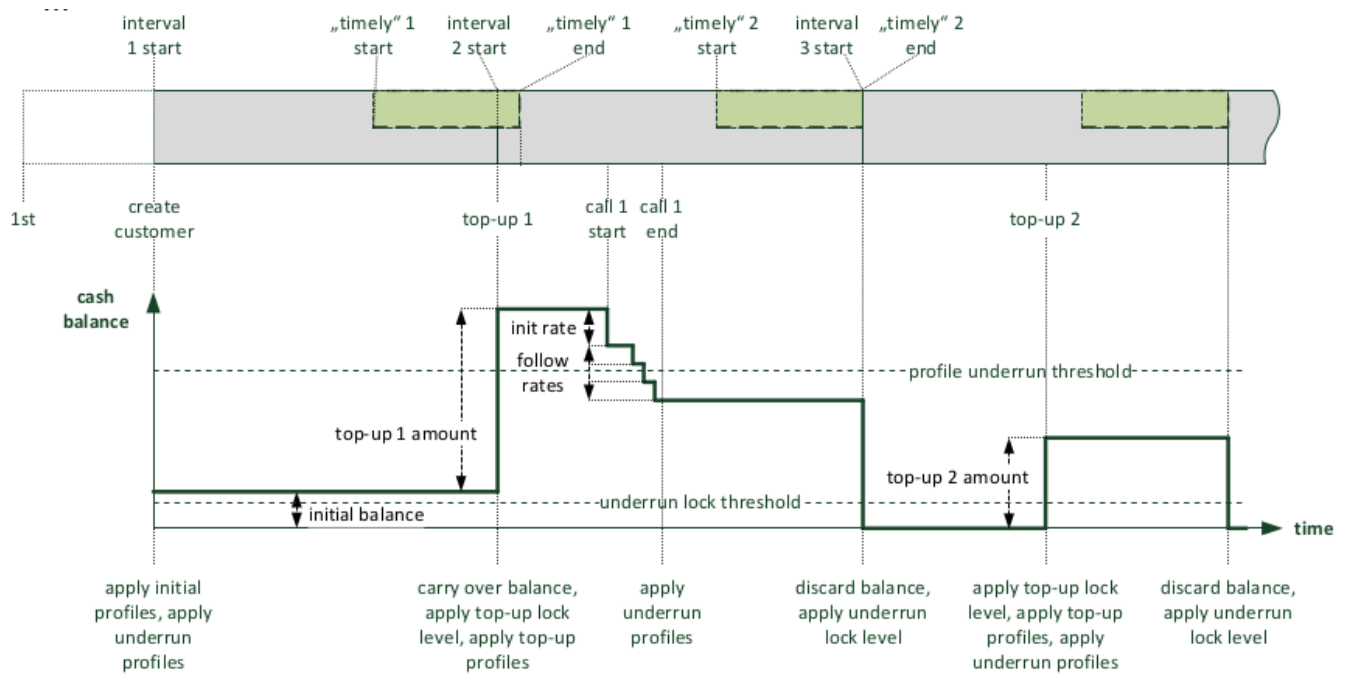 ...
interval
1 start
„timely“ 1
start
interval
2 start
„timely“ 1
end
„timely“ 2
start
interval
3 start
„timely“ 2
end
1st
create
customer
top-up 1
call 1
start
call 1
end
top-up 2
cash
balance
init rate
follow
rates
profile underrun threshold
top-up 1 amount
top-up 2 amount
underrun lock threshold
initial balance
time
apply initial
profiles, apply
underrun
profiles
carry over balance,
apply top-up lock
level, apply top-up
profiles
apply
underrun
profiles
discard balance,
apply underrun
lock level
apply top-up lock
level, apply top-up
profiles, apply
underrun profiles
discard balance,
apply underrun
lock level